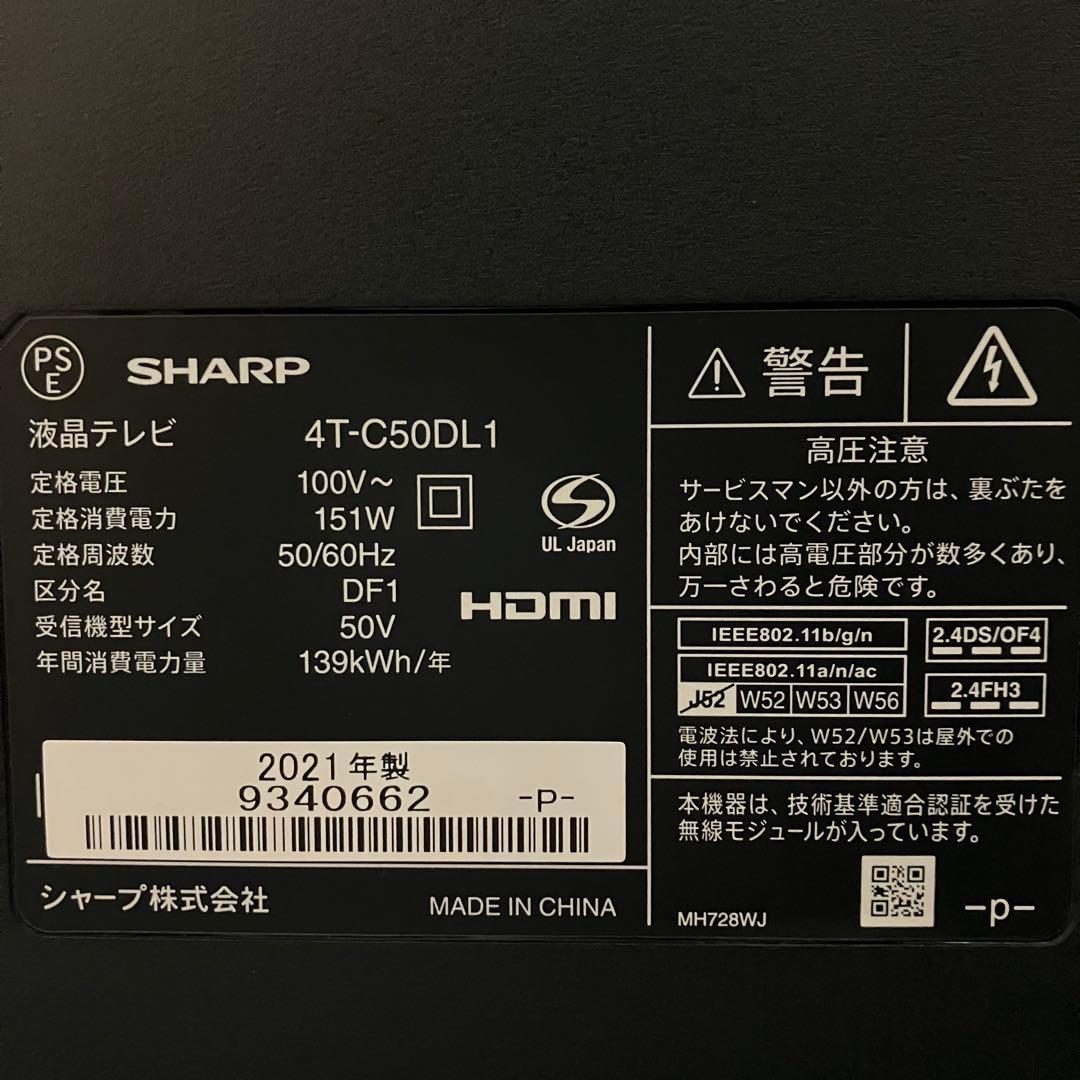 PSE
SHARP
液晶テレビ 4T-C50DL1
定格電圧 100V～
定格消費電力 151W
定格周波数 50/60Hz
区分名 DF1
受信機型サイズ 50V
年間消費電力量 139kWh/年
S
UL Japan
HDMI
2021年製
9340662 -P-
シャープ株式会社
MADE IN CHINA
警告
高圧注意
サービスマン以外の方は、裏ぶたを
あけないでください。
内部には高電圧部分が数多くあり、
万一さわると危険です。
IEEE802.11b/g/n
2.4DS/OF4
IEEE802.11a/n/ac
J52 W52 W53 W56
2.4FH3
電波法により、W52/W53は屋外での
使用は禁止されております。
本機器は、技術基準適合認証を受けた
無線モジュールが入っています。
MH728WJ
-p-